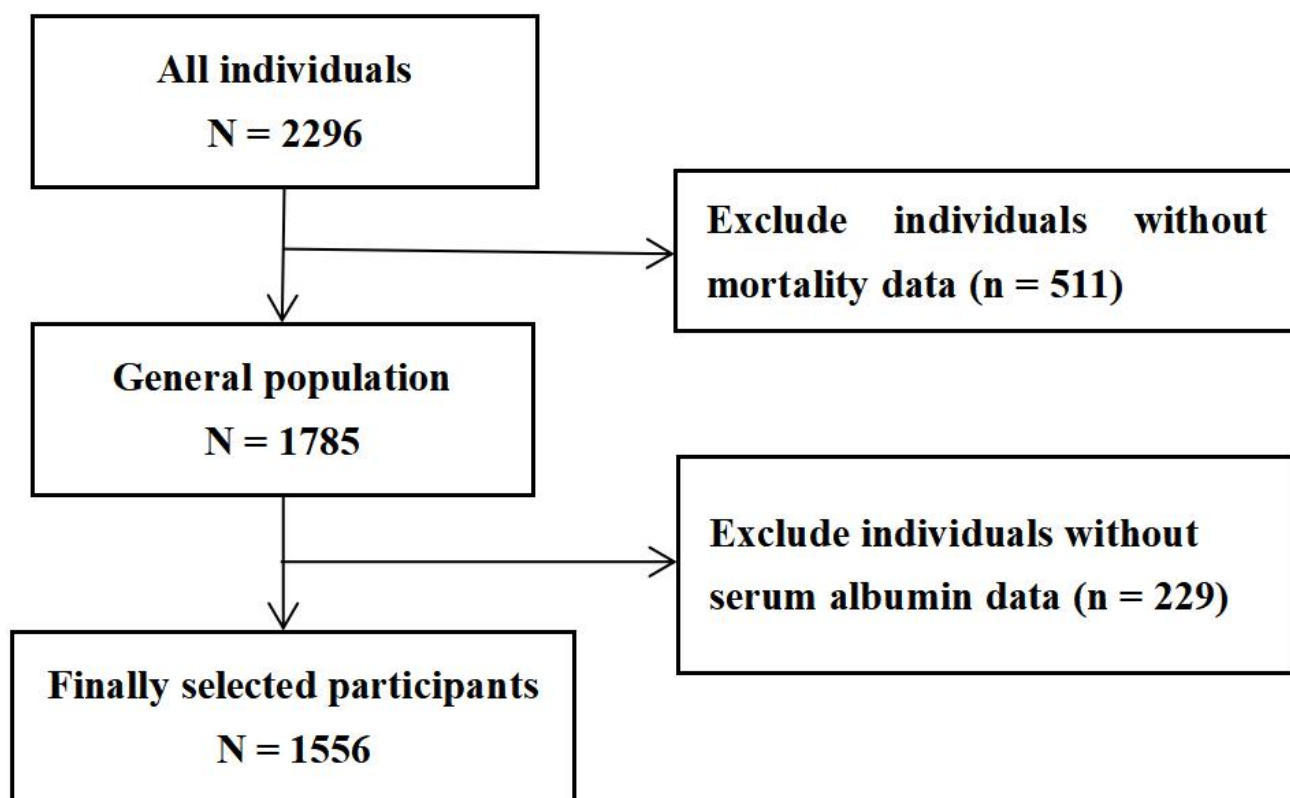 All individuals
N = 2296
Exclude individuals without
mortality data (n = 511)
General population
N = 1785
Exclude individuals without
serum albumin data (n = 229)
Finally selected participants
N = 1556